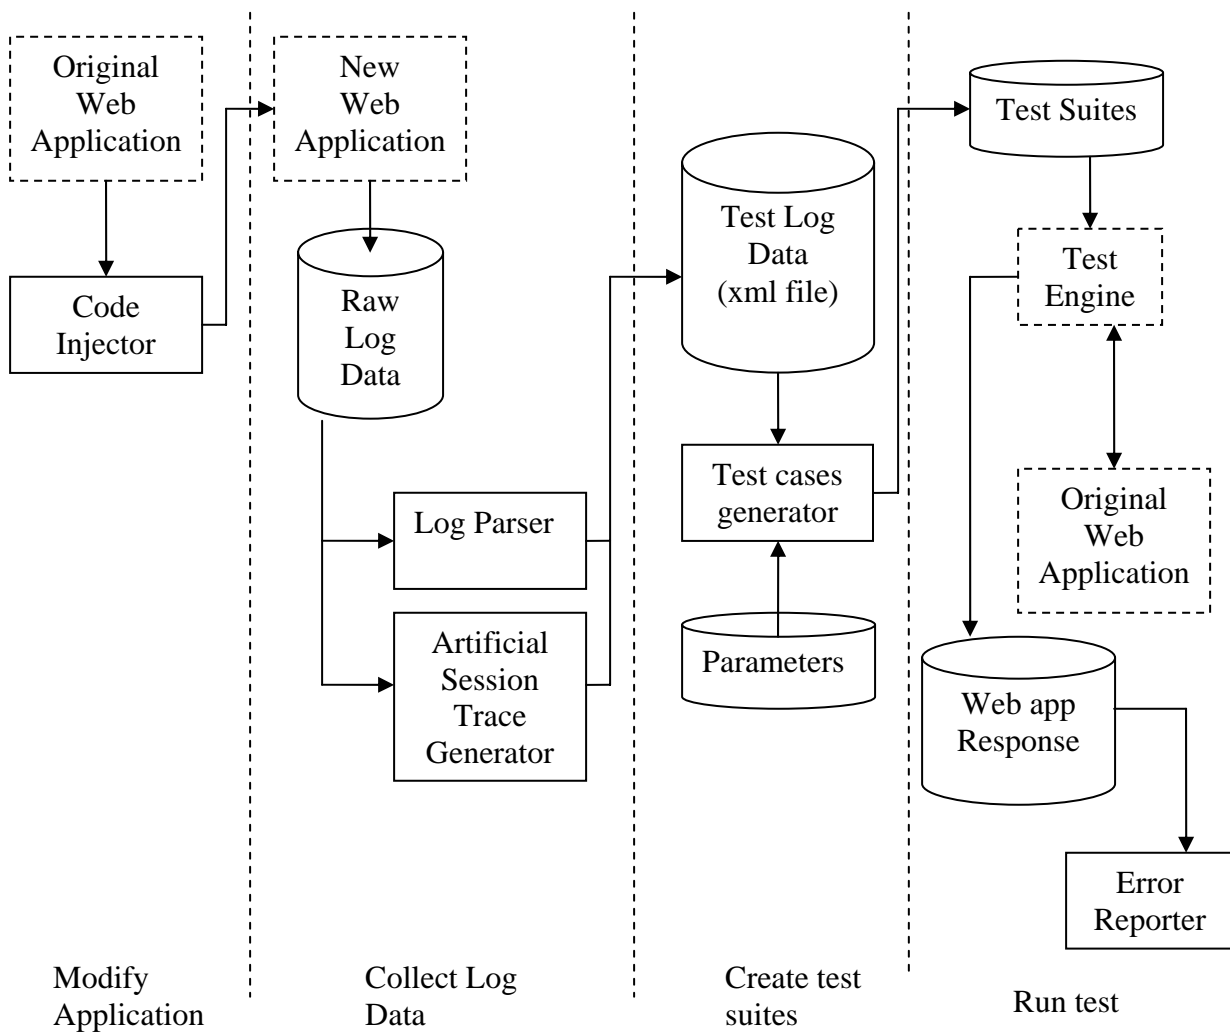 Original
Web
Application
Code
Injector
New
Web
Application
Raw
Log
Data
Log Parser
Artificial
Session
Trace
Generator
Test Log
Data
(xml file)
Test cases
generator
Parameters
Test Suites
Test
Engine
Original
Web
Application
Web app
Response
Error
Reporter
Modify
Application
Collect Log
Data
Create test
suites
Run test